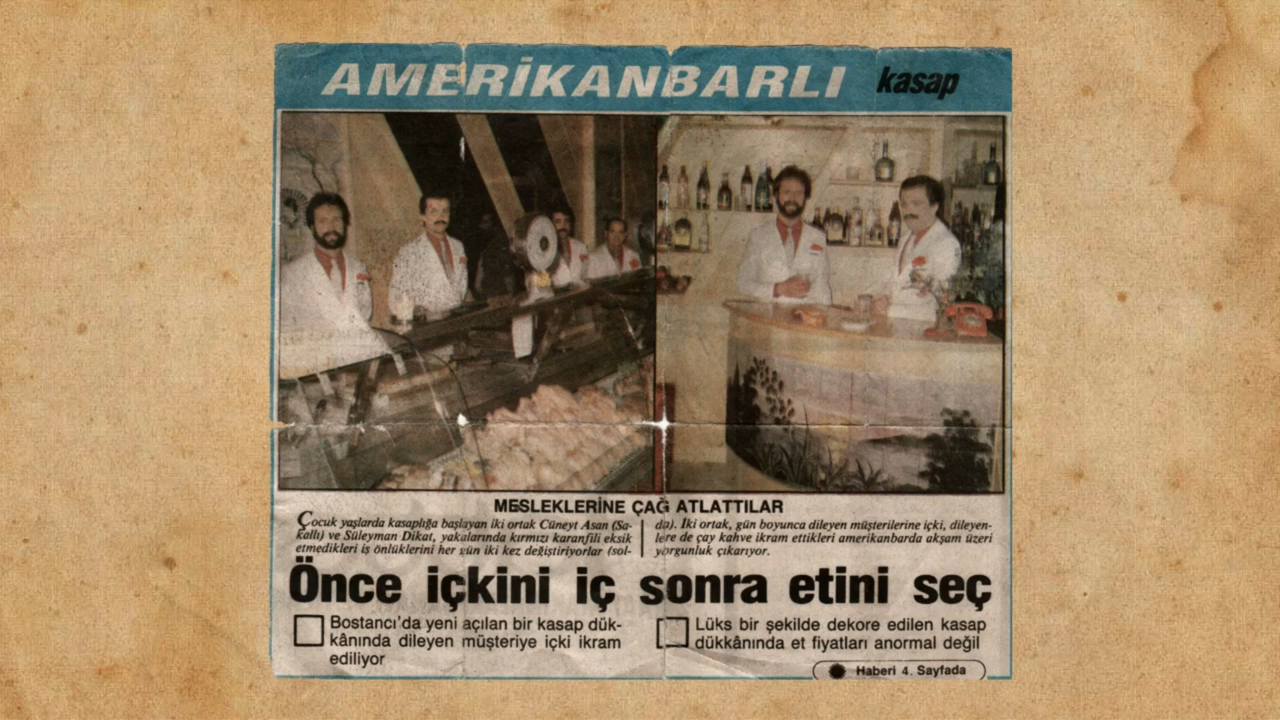 AMERİKANBARLI kasap
MESLEKLERİNE ÇAĞ ATLATTILAR
Çocuk yaşlarda kasaplığa başlayan iki ortak Cüneyt Asan (Sa-
kallı) ve Süleyman Dikat, yakalarında kırmızı karanfili eksik
etmedikleri iş önlüklerini her gün iki kez değiştiriyorlar (sol-
da). İki ortak, gün boyunca dileyen müşterilerine içki, dileyen-
lere de çay kahve ikram ettikleri amerikanbarda akşam üzeri
yorgunluk çıkarıyor.
Önce içkini iç sonra etini seç
Bostancı'da yeni açılan bir kasap dük-
kânında dileyen müşteriye içki ikram
ediliyor
Lüks bir şekilde dekore edilen kasap
dükkânında et fiyatları anormal değil
Haberi 4. Sayfada